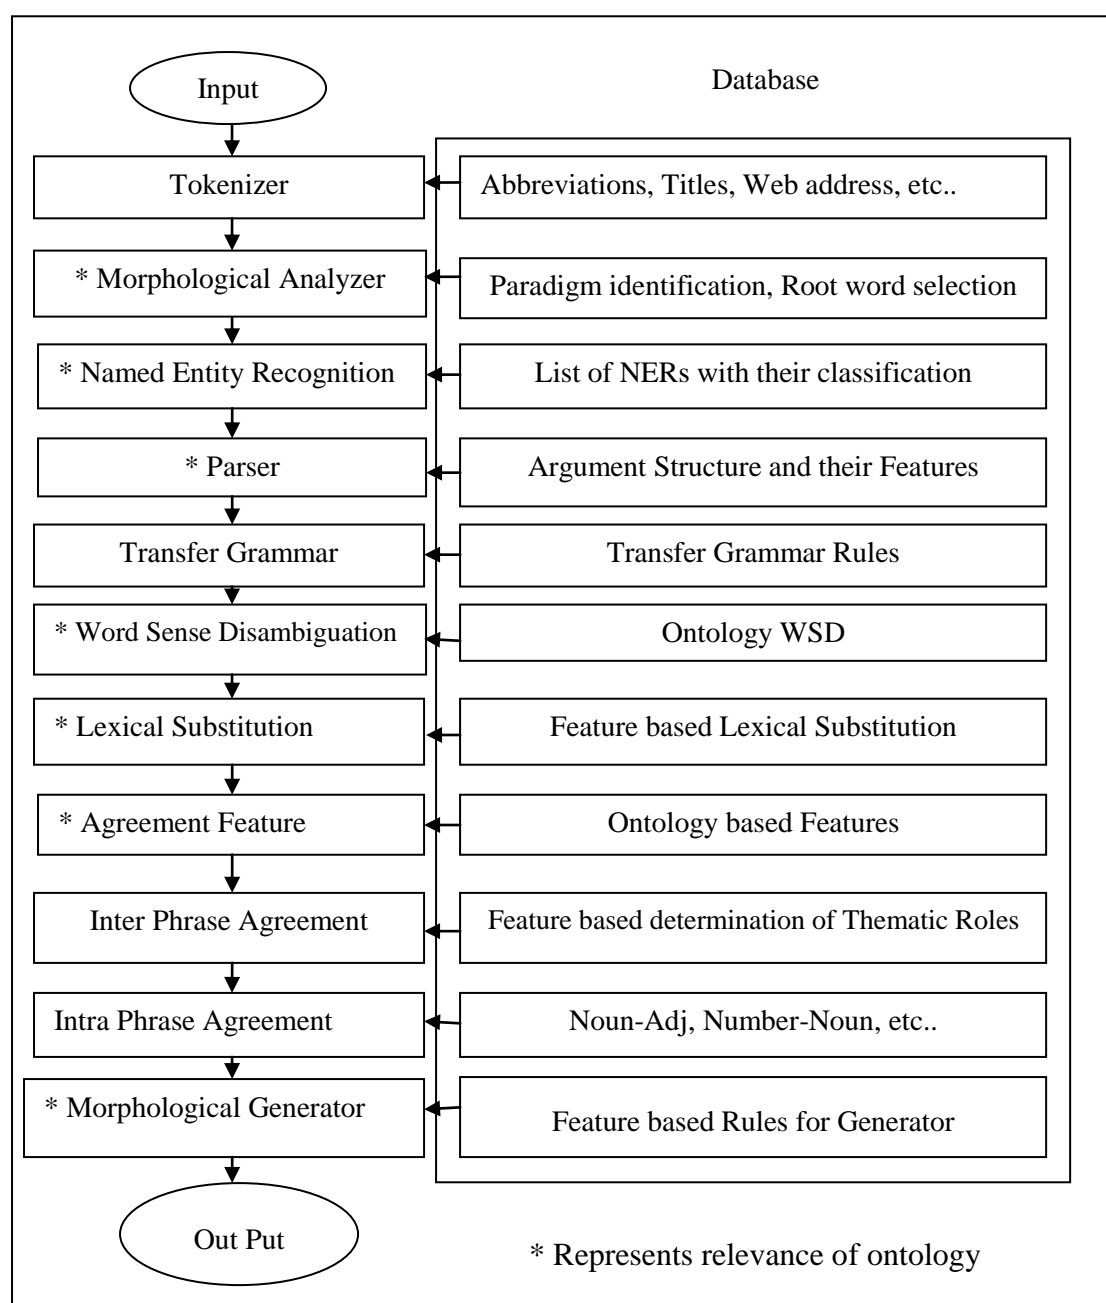 Input
Database
Tokenizer
Abbreviations, Titles, Web address, etc..
* Morphological Analyzer
Paradigm identification, Root word selection
* Named Entity Recognition
List of NERs with their classification
* Parser
Argument Structure and their Features
Transfer Grammar
Transfer Grammar Rules
* Word Sense Disambiguation
Ontology WSD
* Lexical Substitution
Feature based Lexical Substitution
* Agreement Feature
Ontology based Features
Inter Phrase Agreement
Feature based determination of Thematic Roles
Intra Phrase Agreement
Noun-Adj, Number-Noun, etc..
* Morphological Generator
Feature based Rules for Generator
Out Put
* Represents relevance of ontology